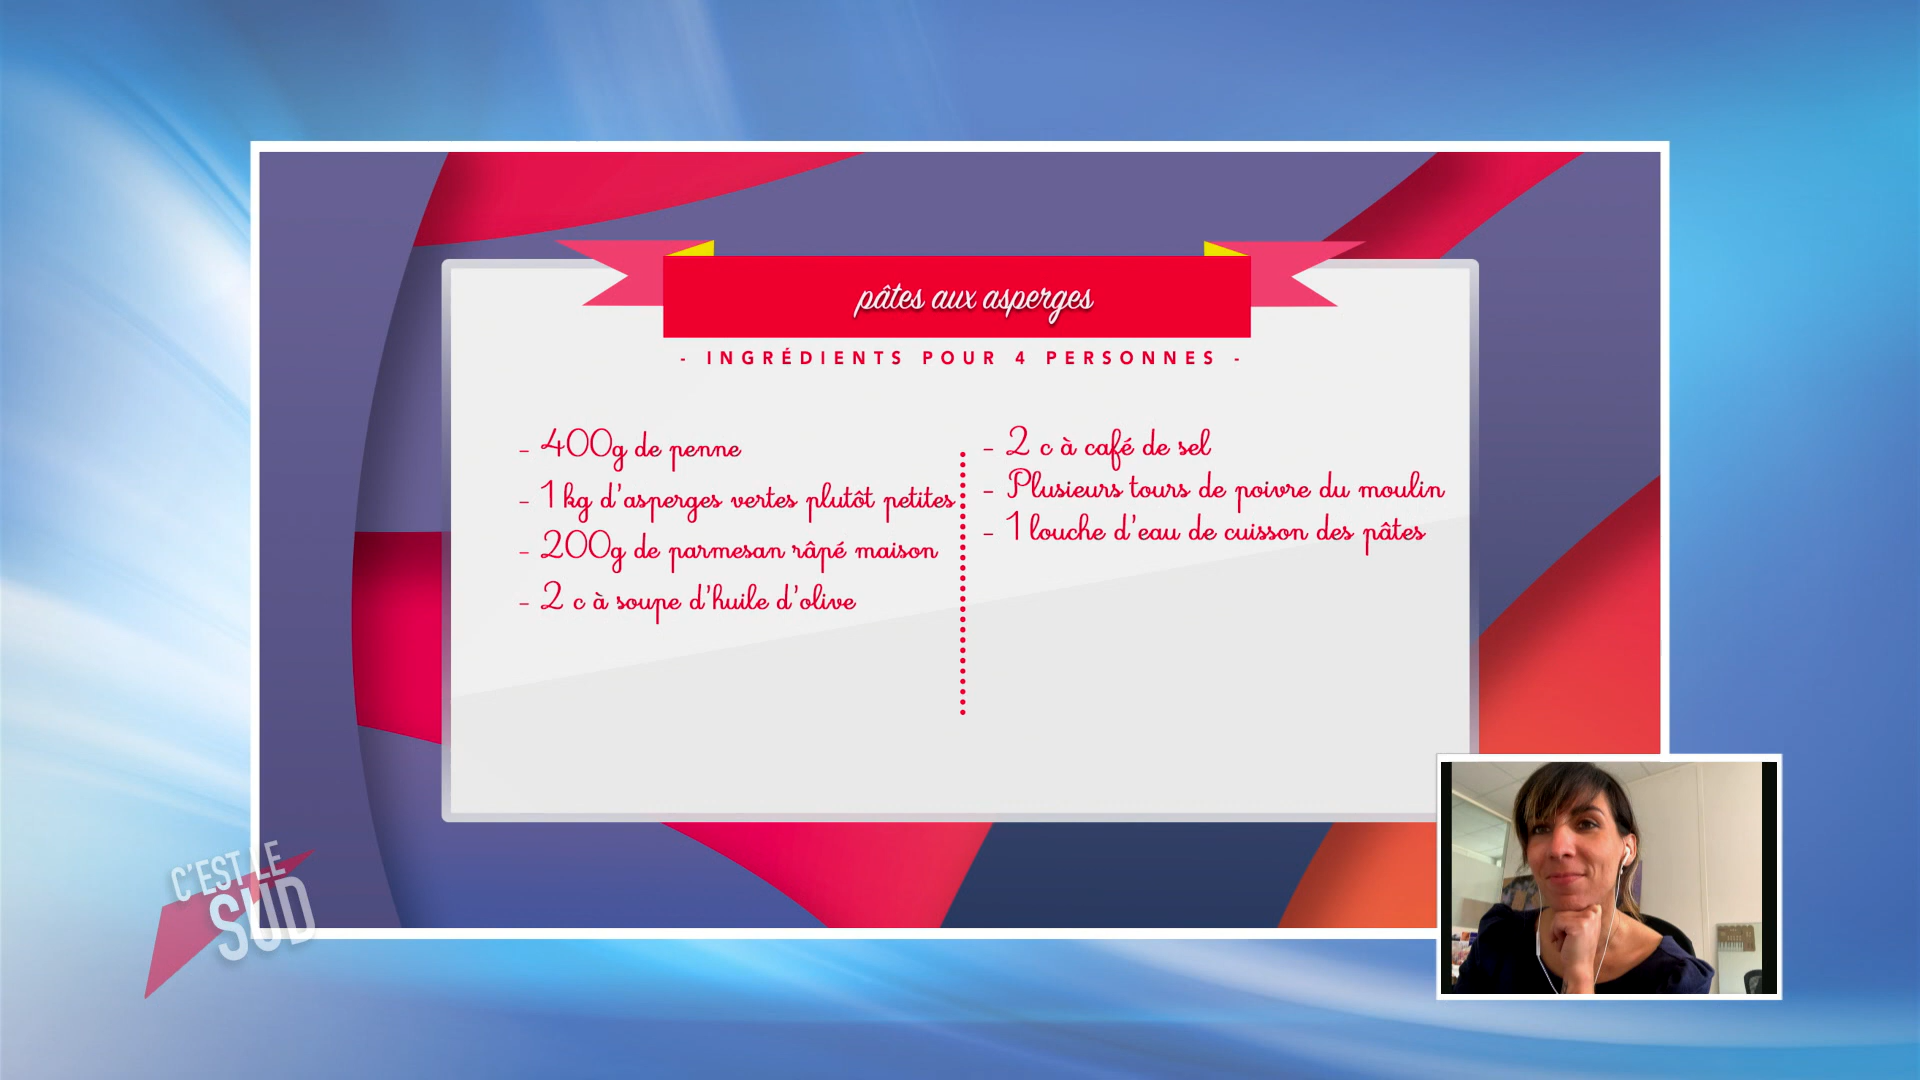 pâtes aux asperges
- INGRÉDIENTS POUR 4 PERSONNES -
- 400g de penne
- 1 kg d'asperges vertes plutôt petites
- 200g de parmesan râpé maison
- 2 c à soupe d'huile d'olive
- 2 c à café de sel
- Plusieurs tours de poivre du moulin
- 1 louche d'eau de cuisson des pâtes
C'EST LE
SUD